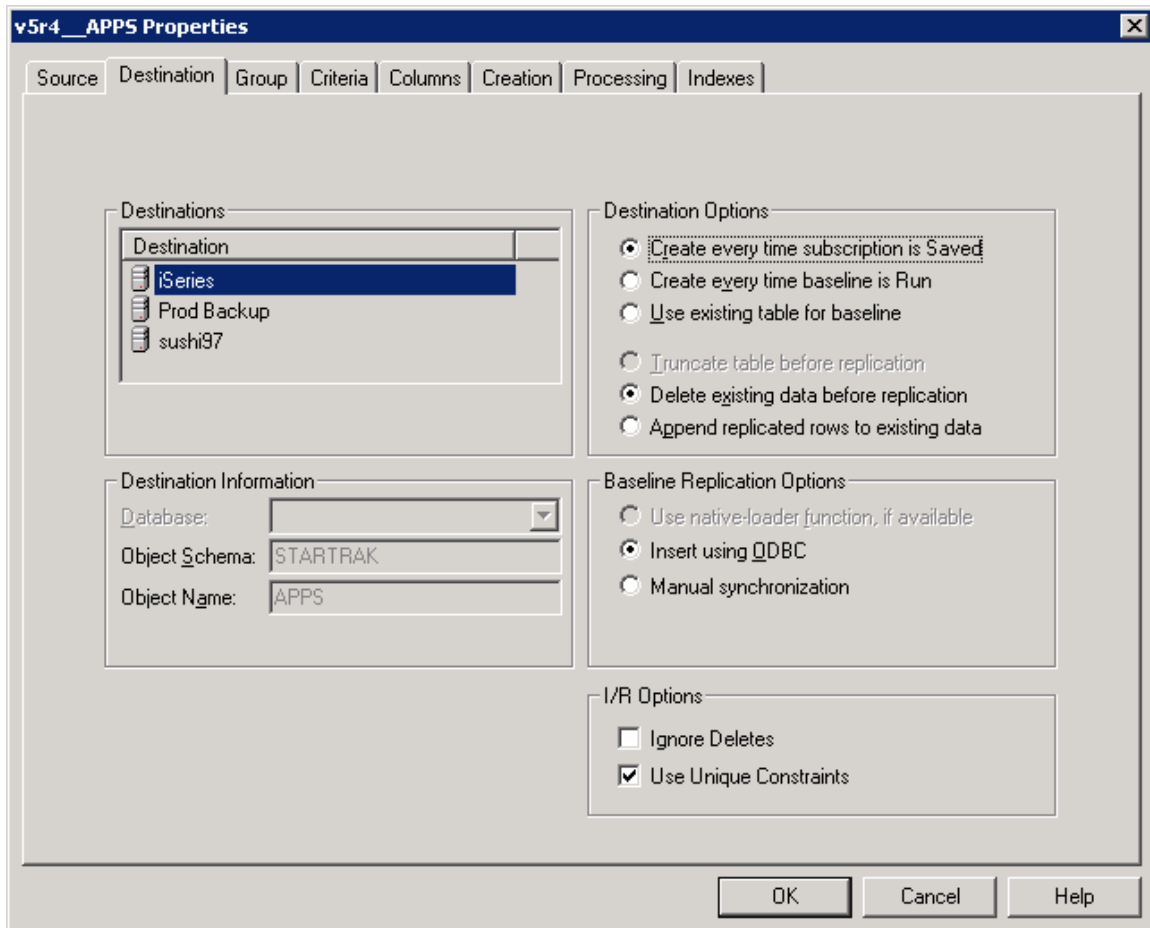 v5r4__APPS Properties
Source Destination Group Criteria Columns Creation Processing Indexes
Destinations
Destination
iSeries
Prod Backup
sushi97
Destination Options
Create every time subscription is Saved
Create every time baseline is Run
Use existing table for baseline
Truncate table before replication
Delete existing data before replication
Append replicated rows to existing data
Destination Information
Database:
Object Schema: STARTRAK
Object Name: APPS
Baseline Replication Options
Use native-loader function, if available
Insert using ODBC
Manual synchronization
I/R Options
Ignore Deletes
Use Unique Constraints
OK Cancel Help